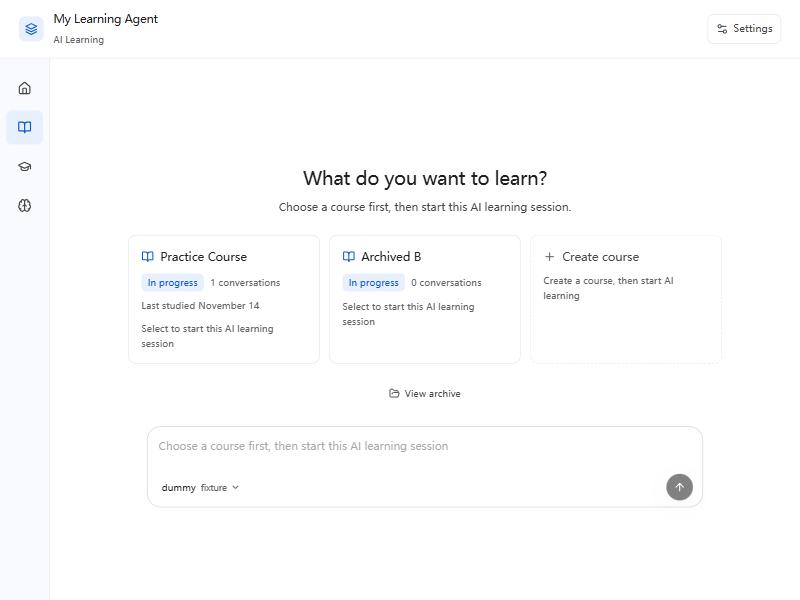 My Learning Agent
AI Learning
Settings
What do you want to learn?
Choose a course first, then start this AI learning session.
Practice Course
In progress 1 conversations
Last studied November 14
Select to start this AI learning
session
Archived B
In progress 0 conversations
Select to start this AI learning
session
Create course
Create a course, then start AI
learning
View archive
Choose a course first, then start this AI learning session
dummy fixture